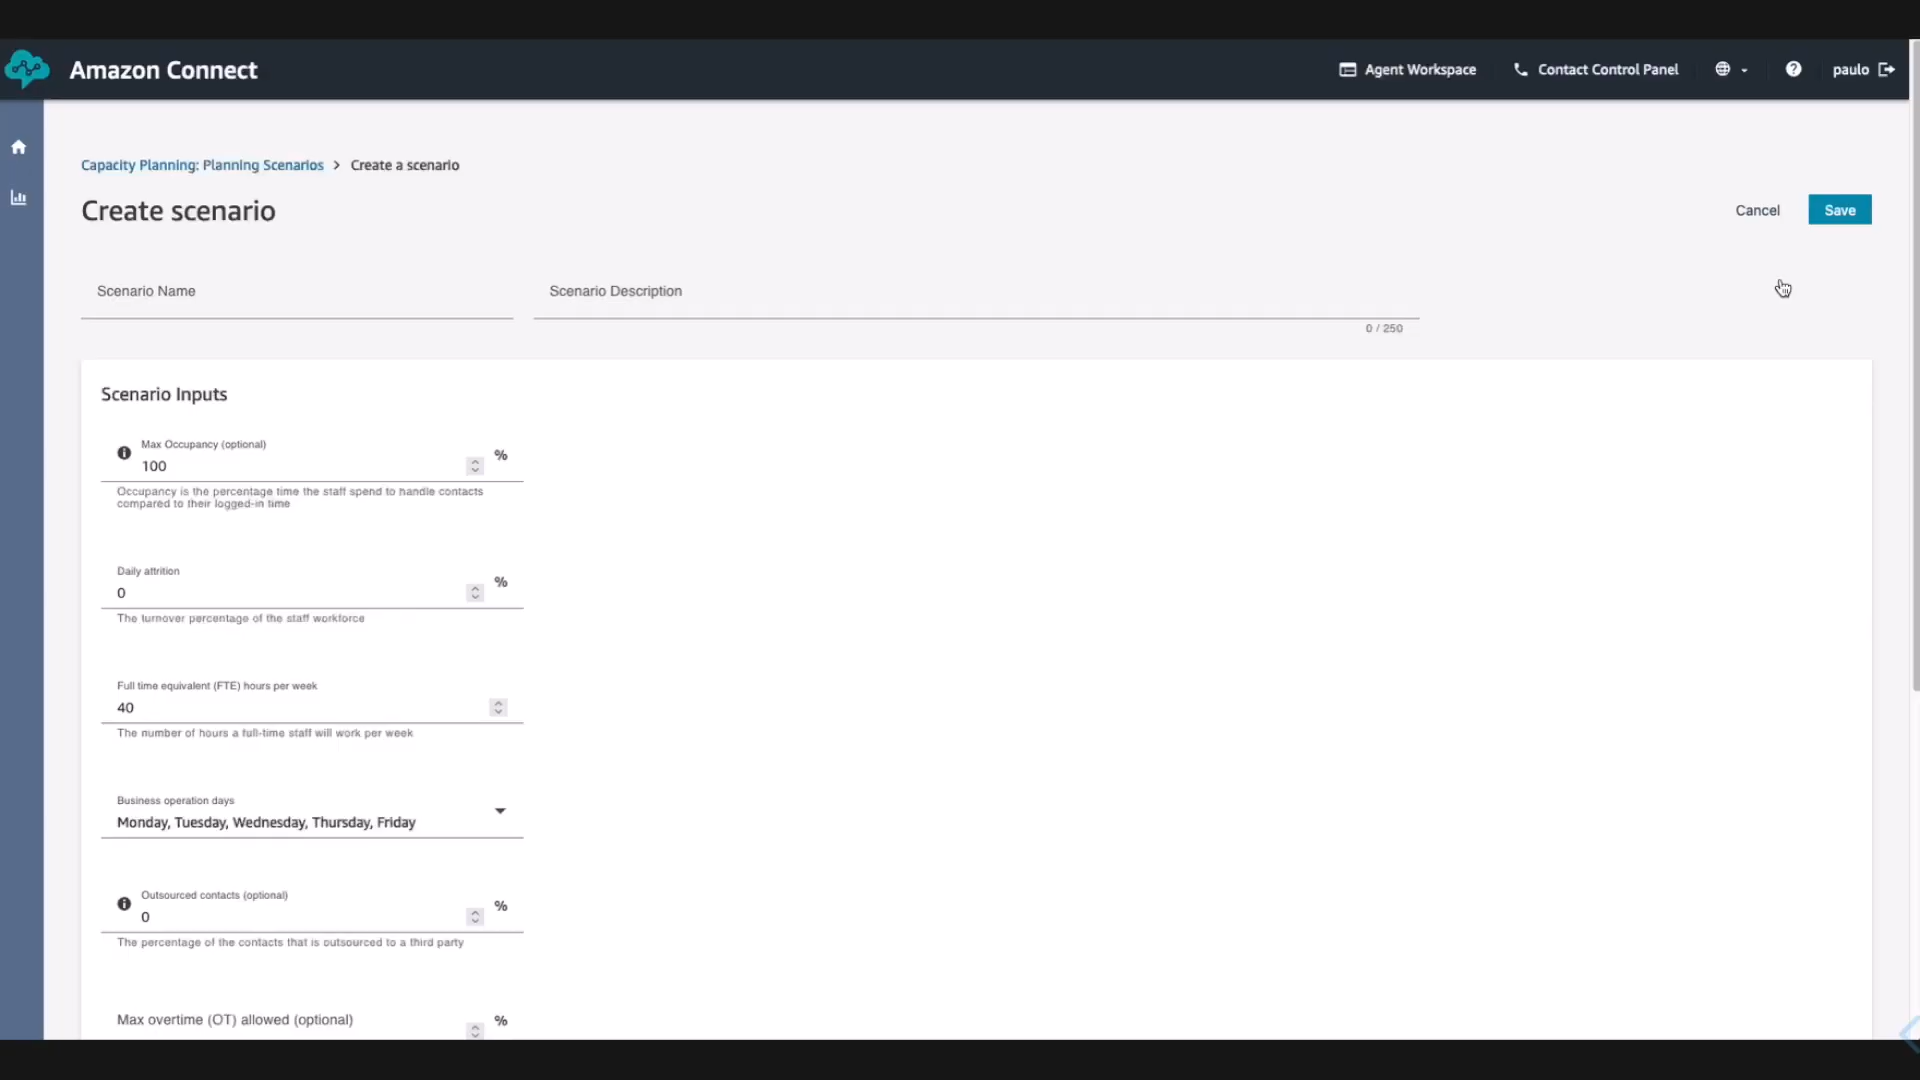 Amazon Connect
Agent Workspace
Contact Control Panel
paulo
Capacity Planning: Planning Scenarios > Create a scenario
Create scenario
Cancel
Save
Scenario Name
Scenario Description
0 / 250
Scenario Inputs
Max Occupancy (optional)
100
%
Occupancy is the percentage time the staff spend to handle contacts
compared to their logged-in time
Daily attrition
0
%
The turnover percentage of the staff workforce
Full time equivalent (FTE) hours per week
40
The number of hours a full-time staff will work per week
Business operation days
Monday, Tuesday, Wednesday, Thursday, Friday
Outsourced contacts (optional)
0
%
The percentage of the contacts that is outsourced to a third party
Max overtime (OT) allowed (optional)
%